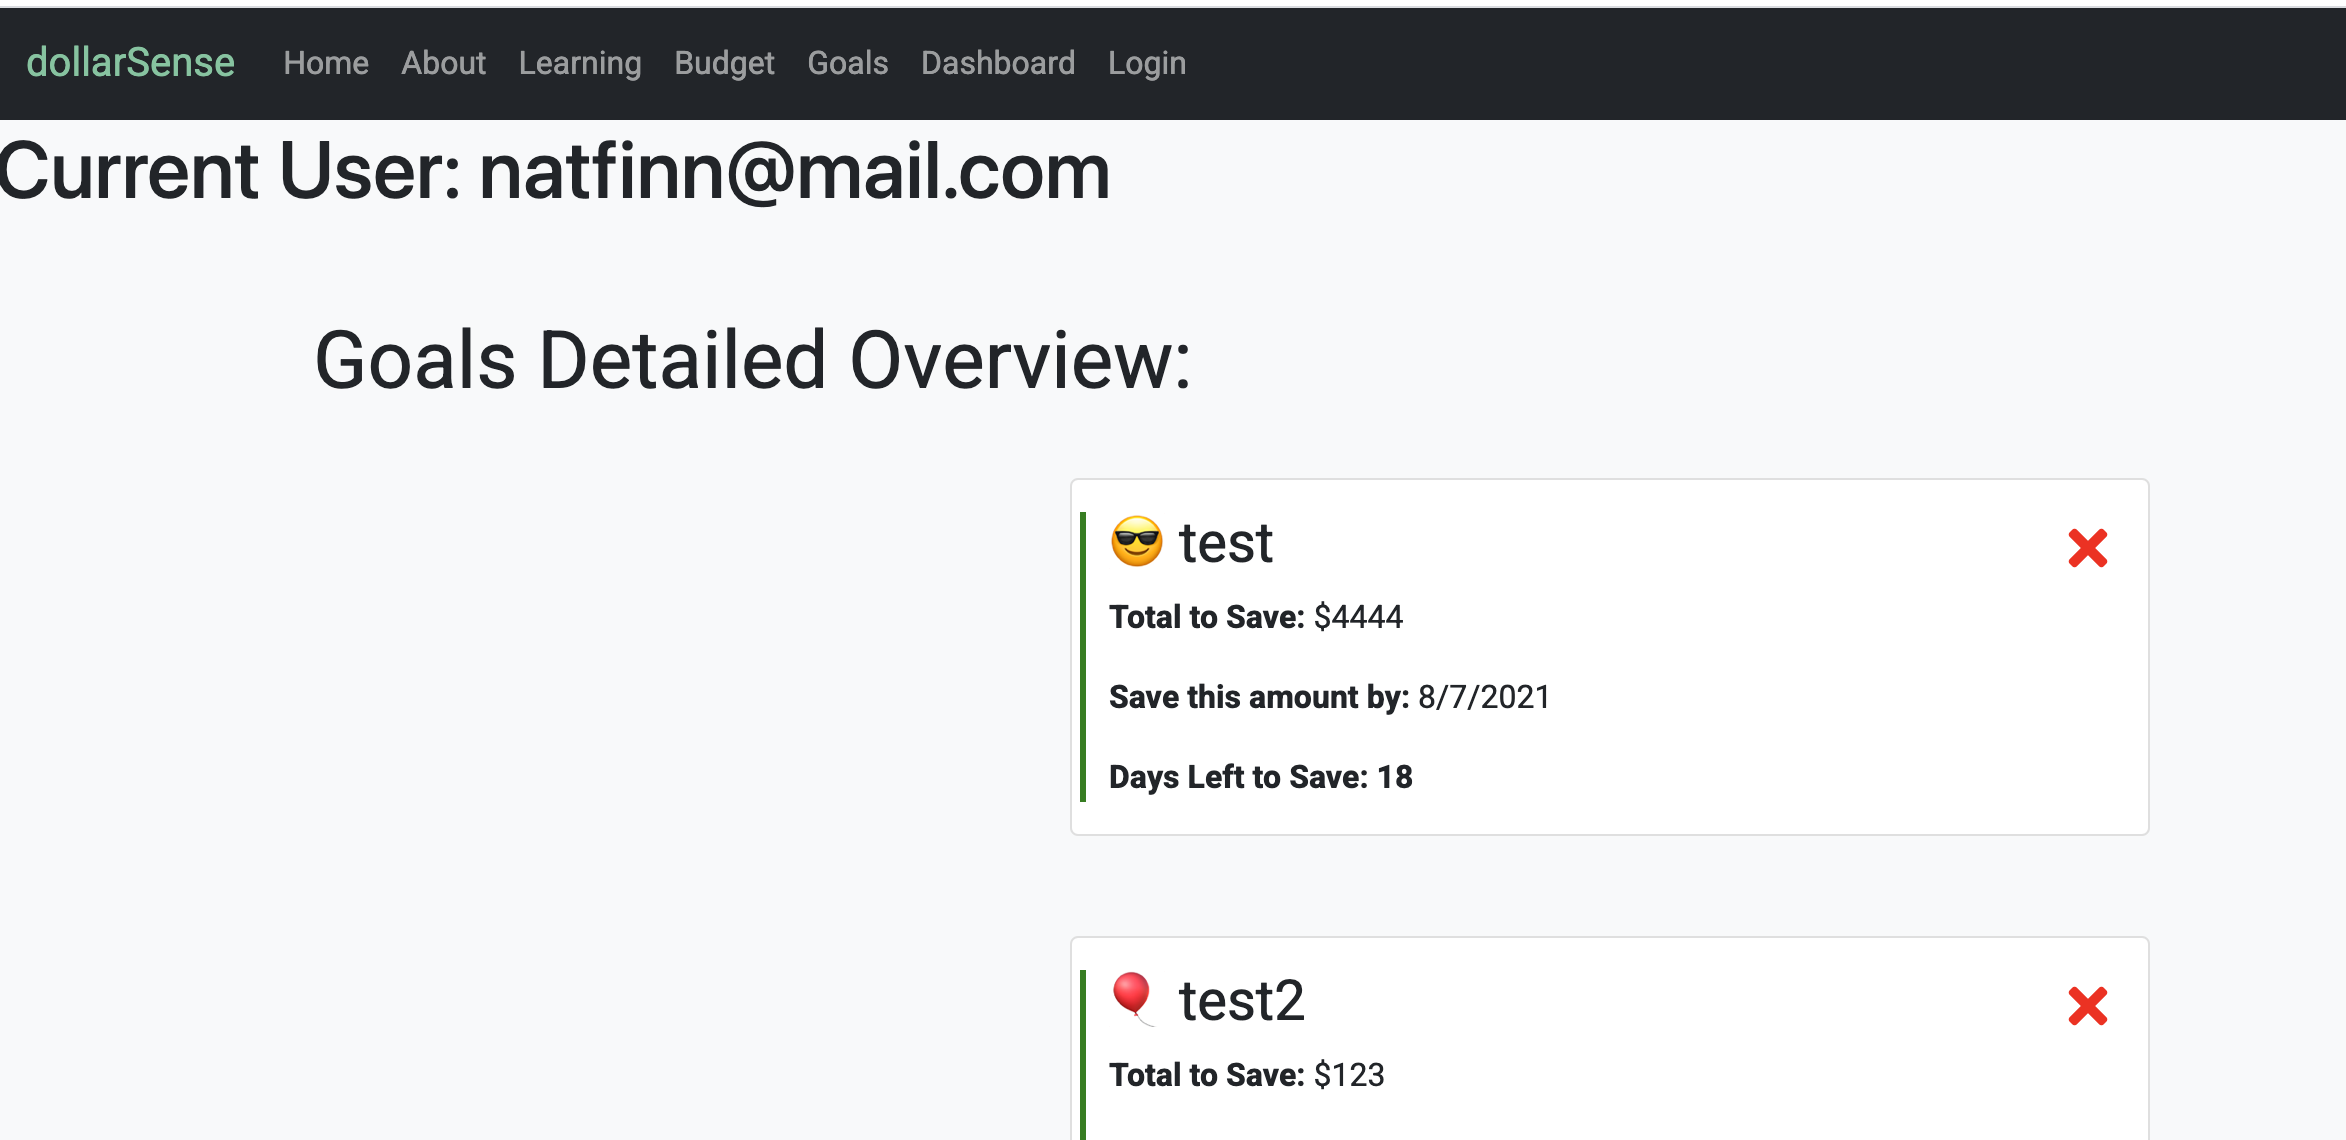 dollarSense Home About Learning Budget Goals Dashboard Login
Current User: natfinn@mail.com
Goals Detailed Overview:
😎 test
Total to Save: $4444
Save this amount by: 8/7/2021
Days Left to Save: 18
🎈 test2
Total to Save: $123